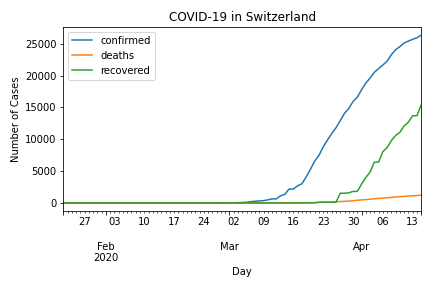 COVID-19 in Switzerland
confirmed
deaths
recovered
Number of Cases
25000
20000
15000
10000
5000
0
27 03 10 17 24 02 09 16 23 30 06 13
Feb Mar Apr
2020
Day